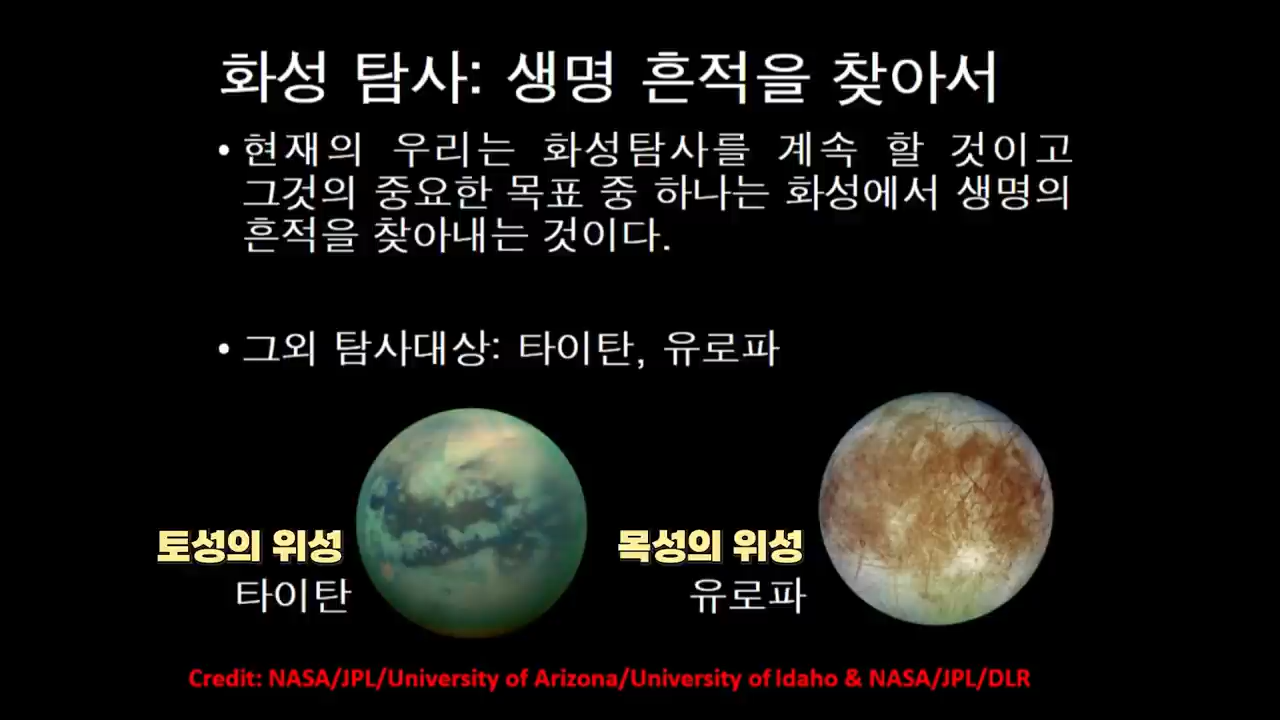 화성 탐사: 생명 흔적을 찾아서
• 현재의 우리는 화성탐사를 계속 할 것이고
그것의 중요한 목표 중 하나는 화성에서 생명의
흔적을 찾아내는 것이다.
• 그외 탐사대상: 타이탄, 유로파
토성의 위성
타이탄
목성의 위성
유로파
Credit: NASA/JPL/University of Arizona/University of Idaho & NASA/JPL/DLR